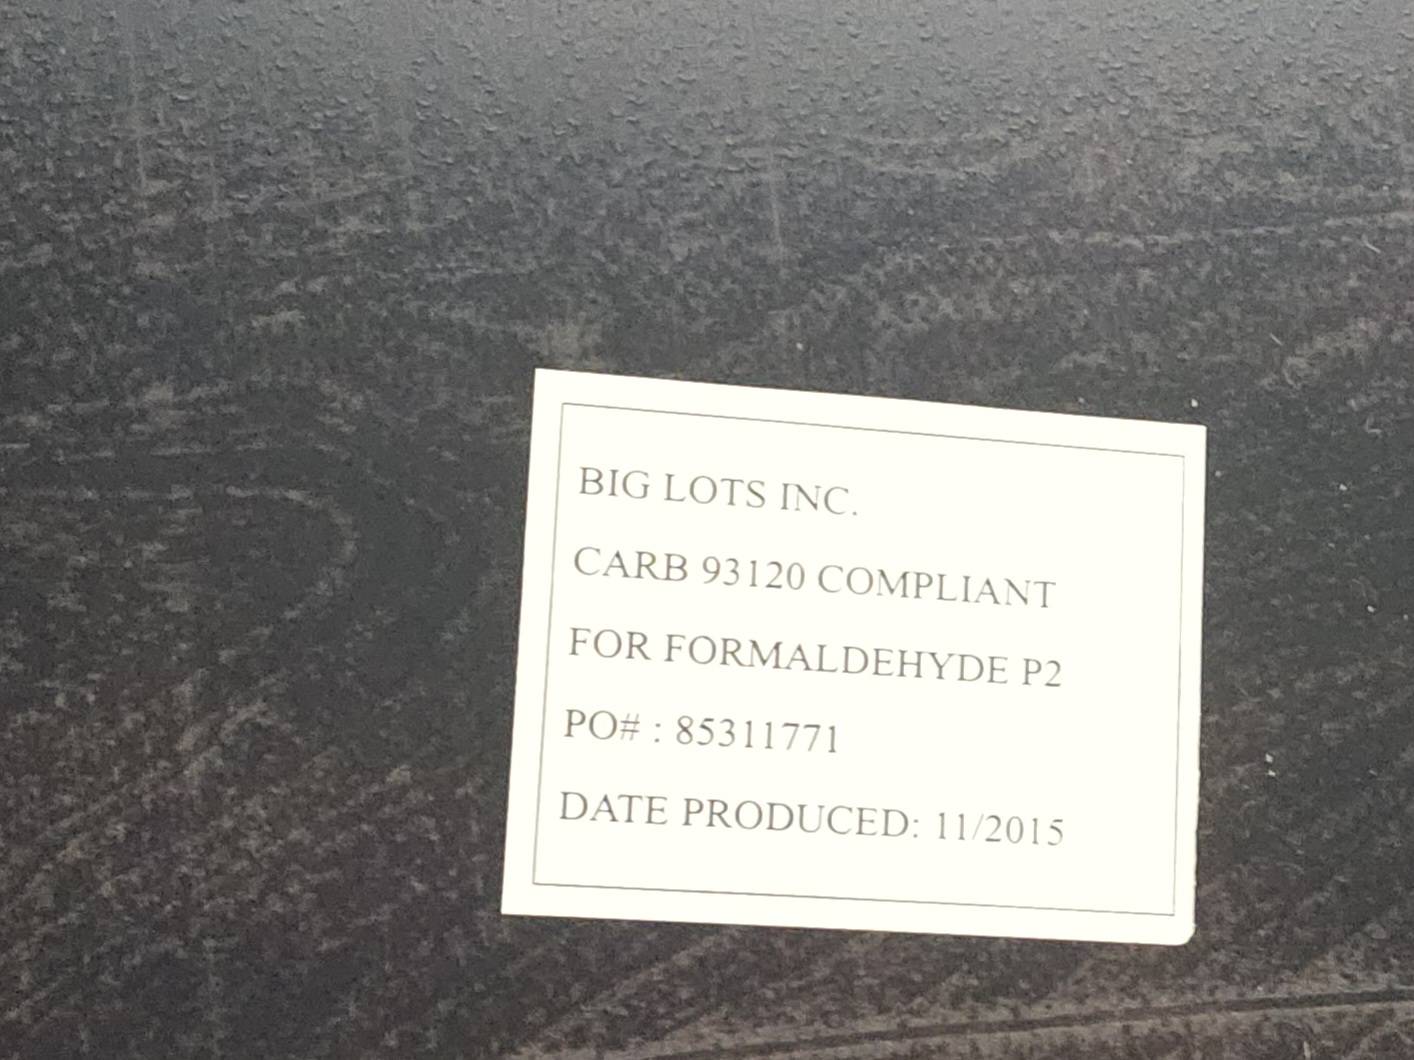 BIG LOTS INC.
CARB 93120 COMPLIANT
FOR FORMALDEHYDE P2
PO# : 85311771
DATE PRODUCED: 11/2015